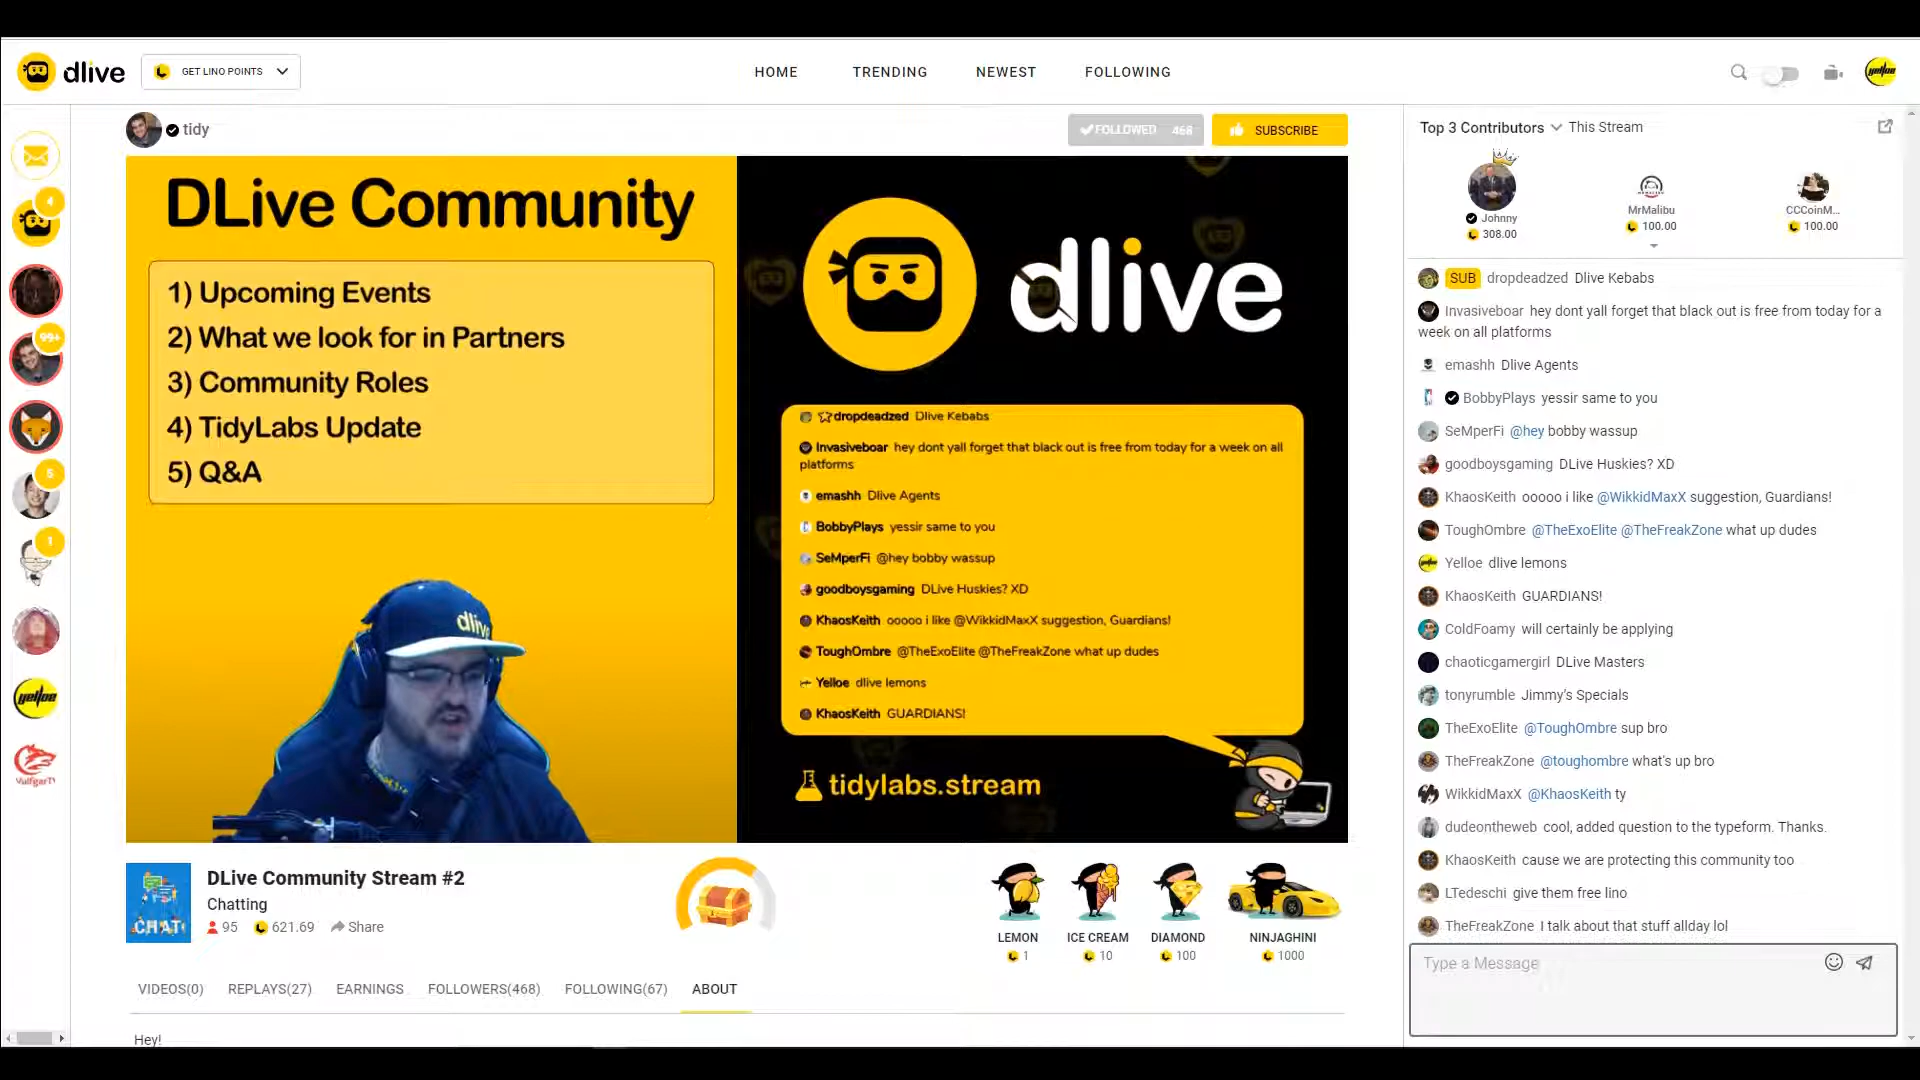 dlive
GET LINO POINTS
HOME
TRENDING
NEWEST
FOLLOWING
yelloe
tidy
FOLLOWED 468
SUBSCRIBE
Top 3 Contributors
This Stream
Johnny
308.00
MrMalibu
100.00
CCCoinM...
100.00
4
99+
5
1
yelloe
DLive Community
1) Upcoming Events
2) What we look for in Partners
3) Community Roles
4) TidyLabs Update
5) Q&A
dlive
dlive
dropdeadzed Dlive Kebabs
Invasiveboar hey dont yall forget that black out is free from today for a week on all
platforms
emashh Dlive Agents
BobbyPlays yessir same to you
SeMperFi @hey bobby wassup
goodboysgaming DLive Huskies? XD
KhaosKeith ooooo i like @WikkidMaxX suggestion, Guardians!
ToughOmbre @TheExoElite @TheFreakZone what up dudes
Yelloe dlive lemons
KhaosKeith GUARDIANS!
tidylabs.stream
SUB dropdeadzed Dlive Kebabs
Invasiveboar hey dont yall forget that black out is free from today for a
week on all platforms
emashh Dlive Agents
BobbyPlays yessir same to you
SeMperFi @hey bobby wassup
goodboysgaming DLive Huskies? XD
KhaosKeith ooooo i like @WikkidMaxX suggestion, Guardians!
ToughOmbre @TheExoElite @TheFreakZone what up dudes
Yelloe dlive lemons
KhaosKeith GUARDIANS!
ColdFoamy will certainly be applying
chaoticgamergirl DLive Masters
tonyrumble Jimmy's Specials
TheExoElite @ToughOmbre sup bro
TheFreakZone @toughombre what's up bro
WikkidMaxX @KhaosKeith ty
dudeontheweb cool, added question to the typeform. Thanks.
KhaosKeith cause we are protecting this community too
LTedeschi give them free lino
TheFreakZone I talk about that stuff allday lol
Type a Message
CHAT
DLive Community Stream #2
Chatting
95
621.69
Share
LEMON
1
ICE CREAM
10
DIAMOND
100
NINJAGHINI
1000
VIDEOS(0)
REPLAYS(27)
EARNINGS
FOLLOWERS(468)
FOLLOWING(67)
ABOUT
Hey!